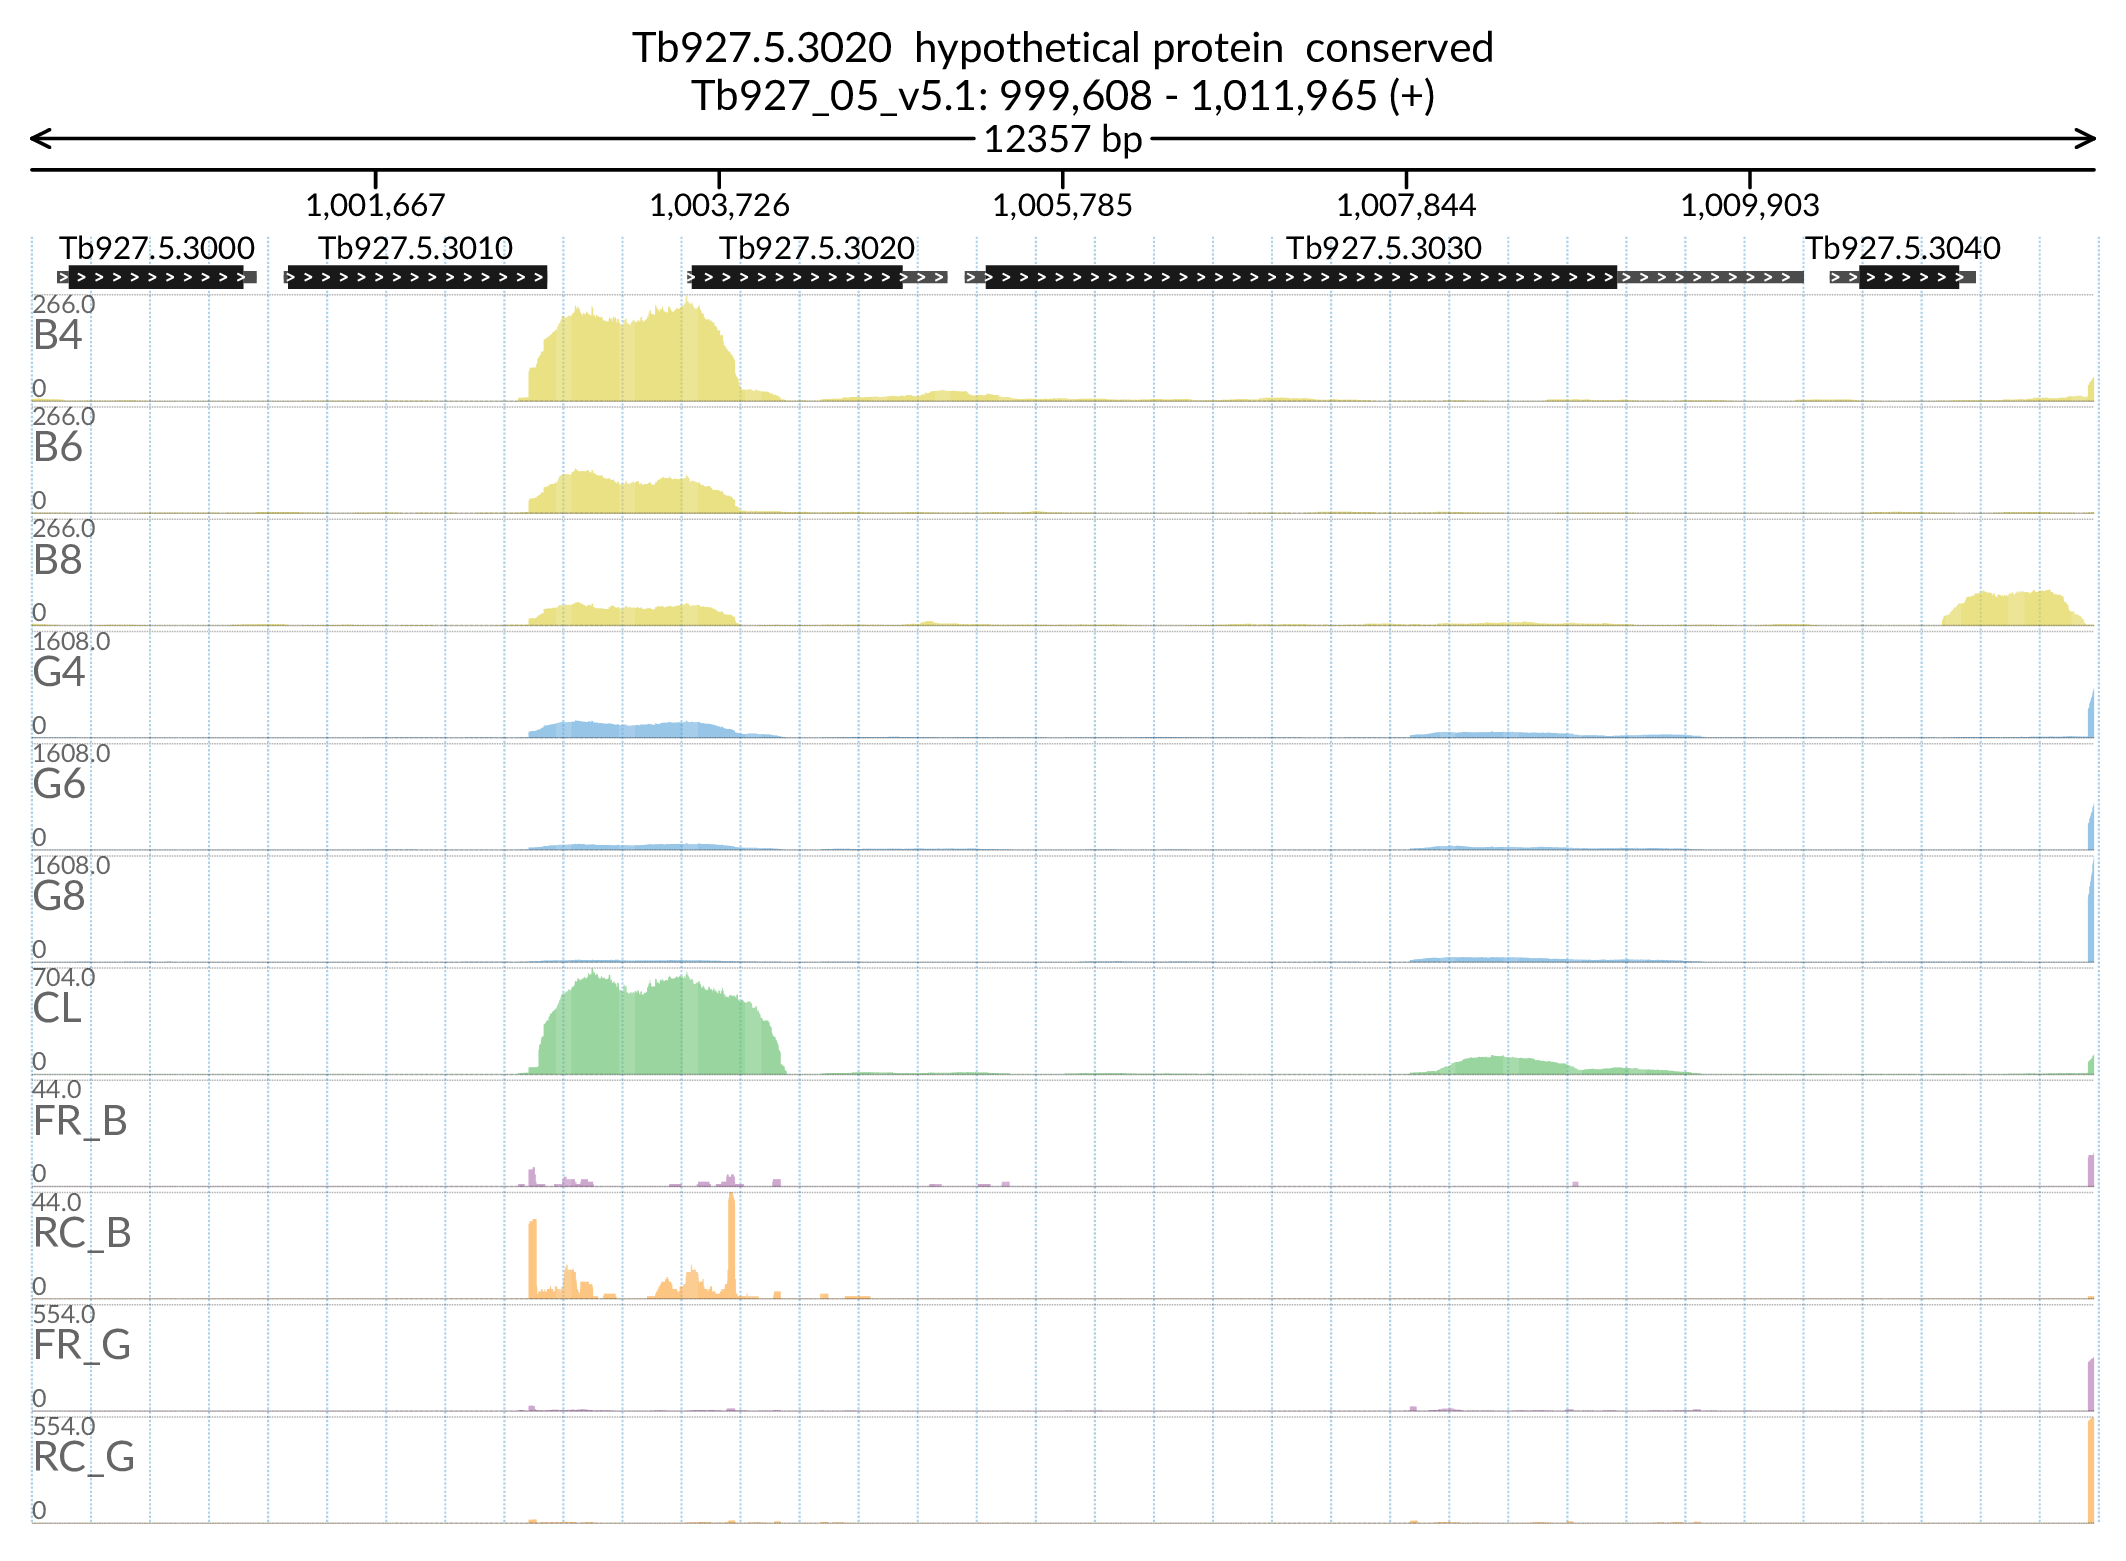 Tb927.5.3020 hypothetical protein conserved
Tb927_05_v5.1: 999,608 - 1,011,965 (+)
12357 bp
1,001,667 1,003,726 1,005,785 1,007,844 1,009,903
Tb927.5.3000 Tb927.5.3010 Tb927.5.3020 Tb927.5.3030 Tb927.5.3040
266.0
B4
0
266.0
B6
0
266.0
B8
0
1608.0
G4
0
1608.0
G6
0
1608.0
G8
0
704.0
CL
0
44.0
FR_B
0
44.0
RC_B
0
554.0
FR_G
0
554.0
RC_G
0